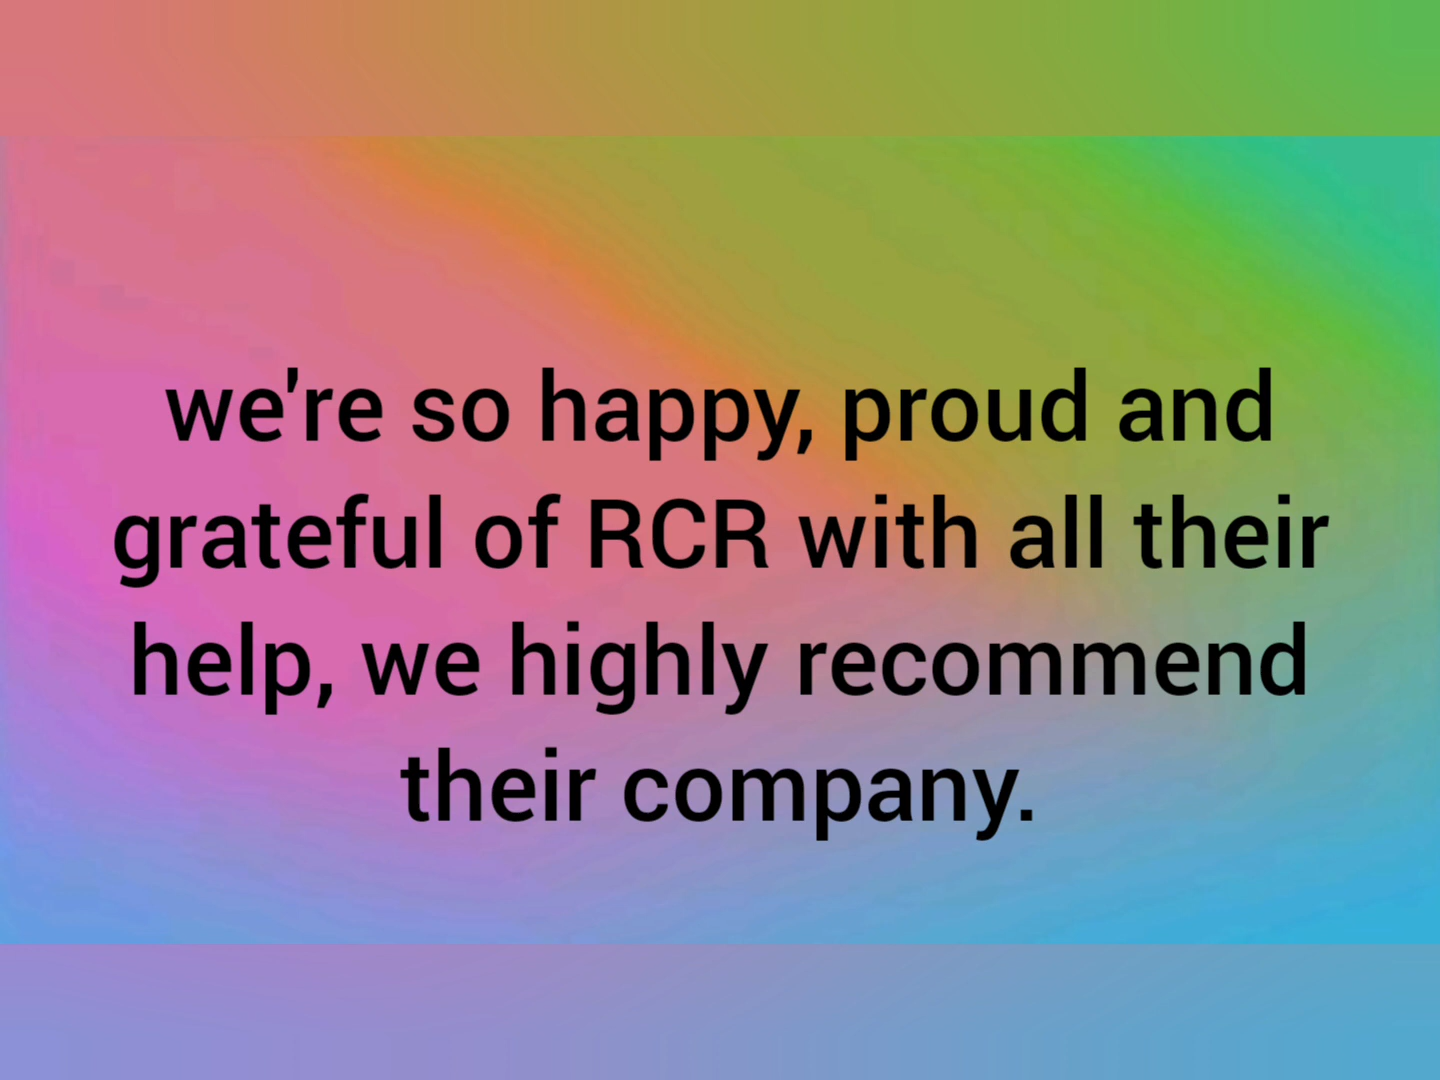 we're so happy, proud and
grateful of RCR with all their
help, we highly recommend
their company.